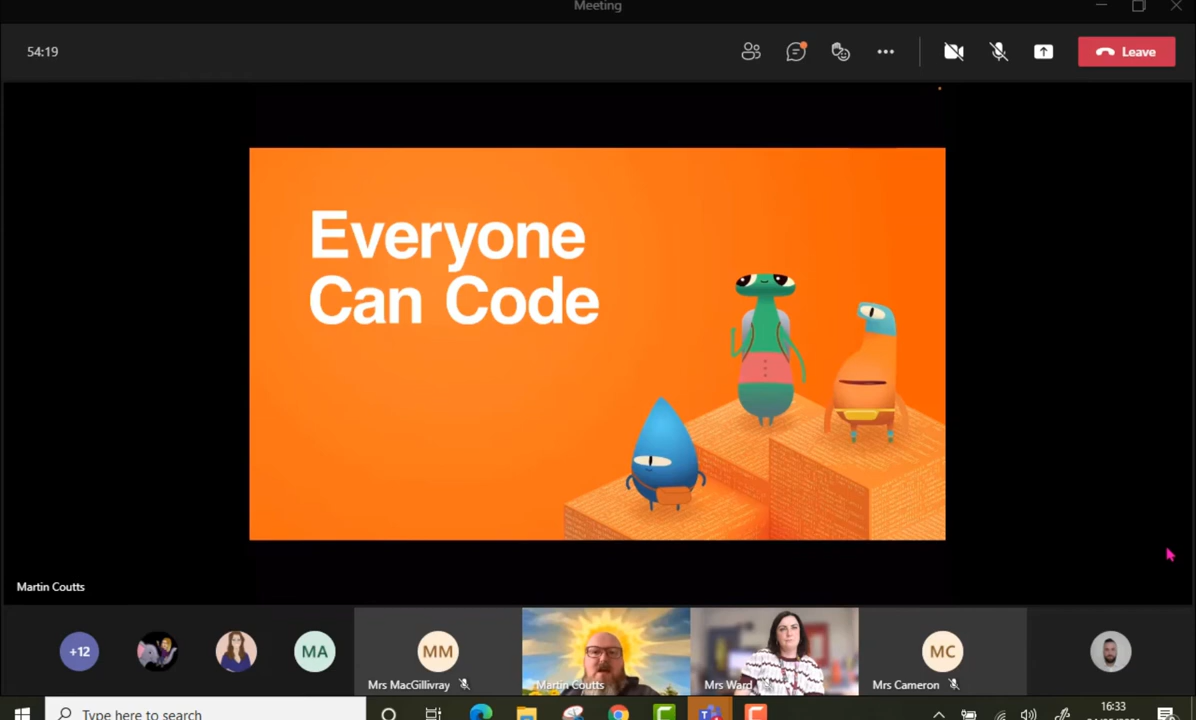 Meeting
54:19
Leave
Everyone
Can Code
Martin Coutts
+12
MA
MM
MC
Mrs MacGillivray
Martin Coutts
Mrs Ward
Mrs Cameron
Type here to search
16:33